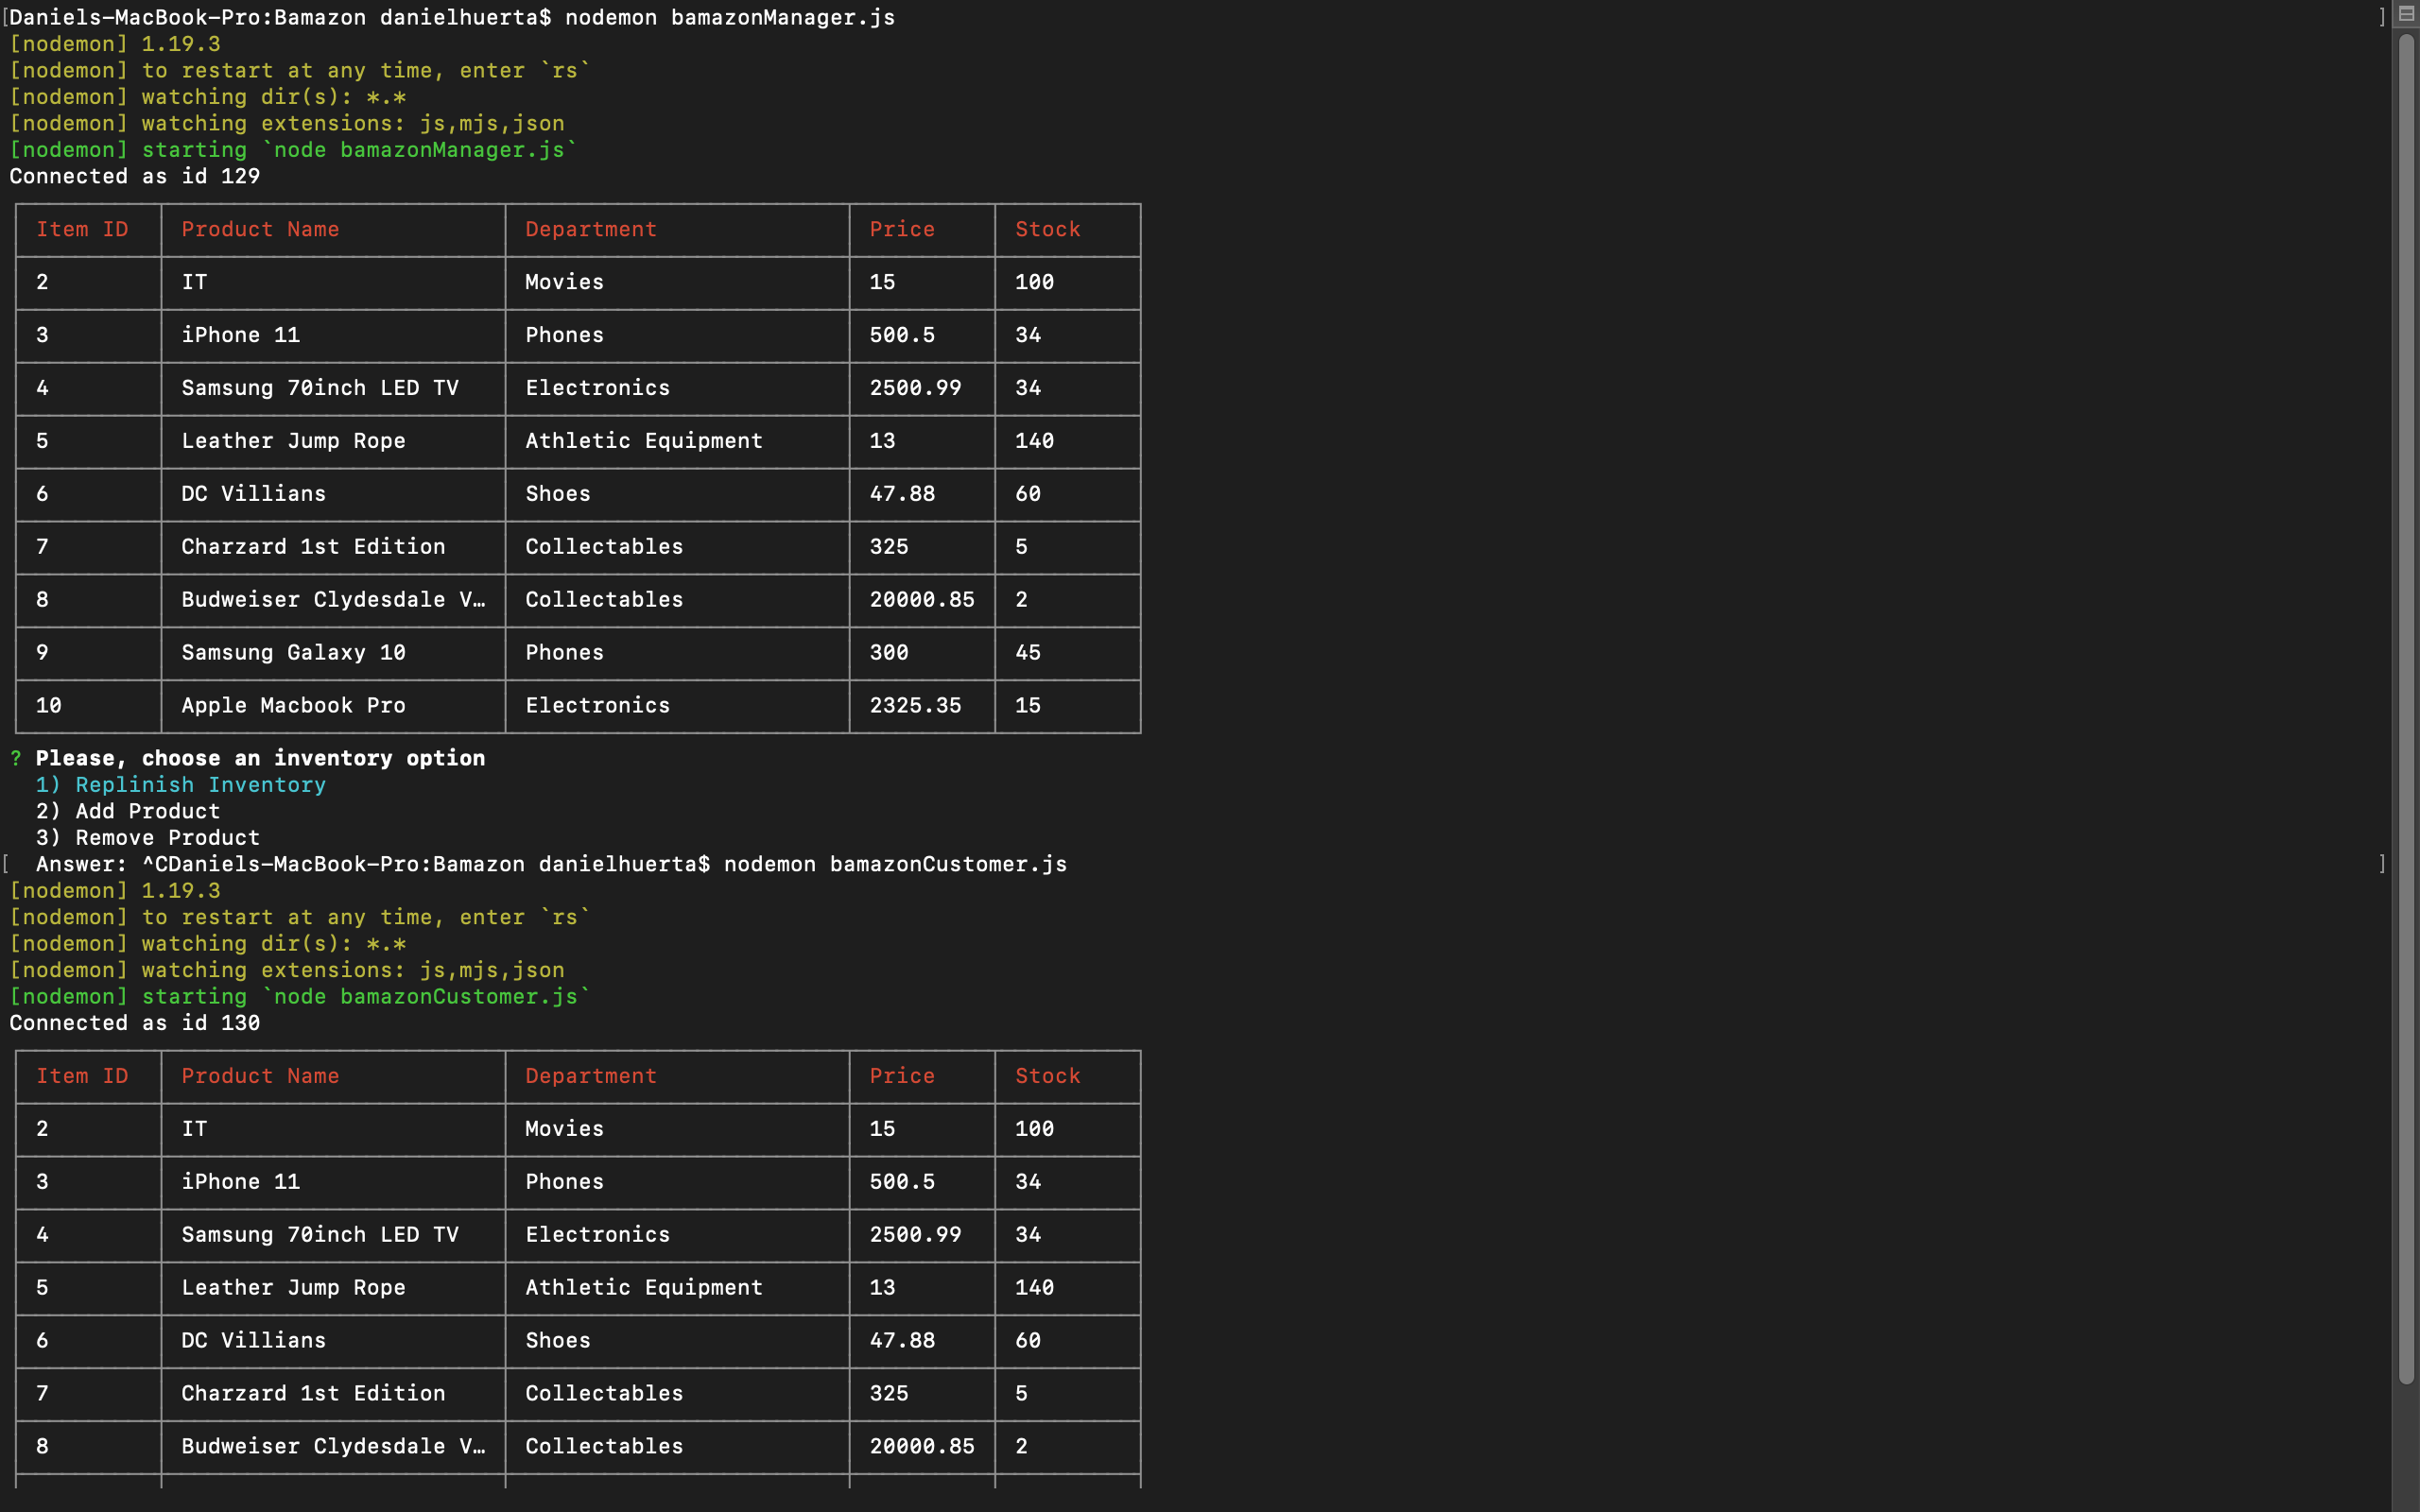 [Daniels-MacBook-Pro:Bamazon danielhuerta$ nodemon bamazonManager.js ]
[nodemon] 1.19.3
[nodemon] to restart at any time, enter `rs`
[nodemon] watching dir(s): *.*
[nodemon] watching extensions: js,mjs,json
[nodemon] starting `node bamazonManager.js`
Connected as id 129
Item ID Product Name Department Price Stock
2 IT Movies 15 100
3 iPhone 11 Phones 500.5 34
4 Samsung 70inch LED TV Electronics 2500.99 34
5 Leather Jump Rope Athletic Equipment 13 140
6 DC Villians Shoes 47.88 60
7 Charzard 1st Edition Collectables 325 5
8 Budweiser Clydesdale V… Collectables 20000.85 2
9 Samsung Galaxy 10 Phones 300 45
10 Apple Macbook Pro Electronics 2325.35 15
? Please, choose an inventory option
1) Replinish Inventory
2) Add Product
3) Remove Product
[ Answer: ^CDaniels-MacBook-Pro:Bamazon danielhuerta$ nodemon bamazonCustomer.js ]
[nodemon] 1.19.3
[nodemon] to restart at any time, enter `rs`
[nodemon] watching dir(s): *.*
[nodemon] watching extensions: js,mjs,json
[nodemon] starting `node bamazonCustomer.js`
Connected as id 130
Item ID Product Name Department Price Stock
2 IT Movies 15 100
3 iPhone 11 Phones 500.5 34
4 Samsung 70inch LED TV Electronics 2500.99 34
5 Leather Jump Rope Athletic Equipment 13 140
6 DC Villians Shoes 47.88 60
7 Charzard 1st Edition Collectables 325 5
8 Budweiser Clydesdale V… Collectables 20000.85 2